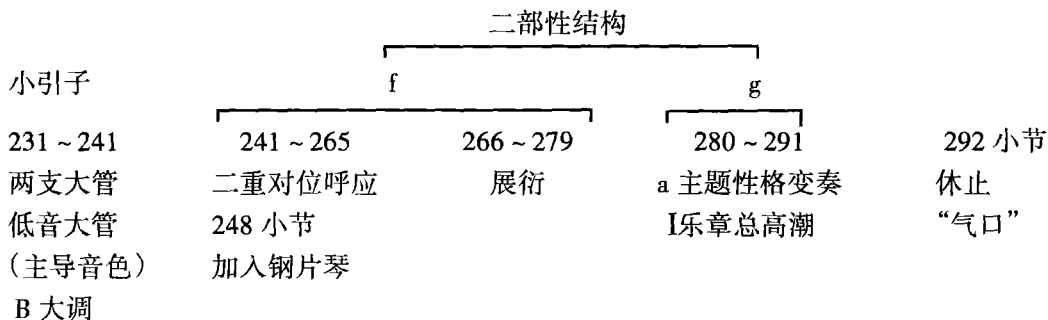 二部性结构
小引子 f g
231～241 241～265 266～279 280～291 292 小节
两支大管 二重对位呼应 展衍 a 主题性格变奏 休止
低音大管 248 小节 I乐章总高潮 “气口”
(主导音色) 加入钢片琴
B 大调